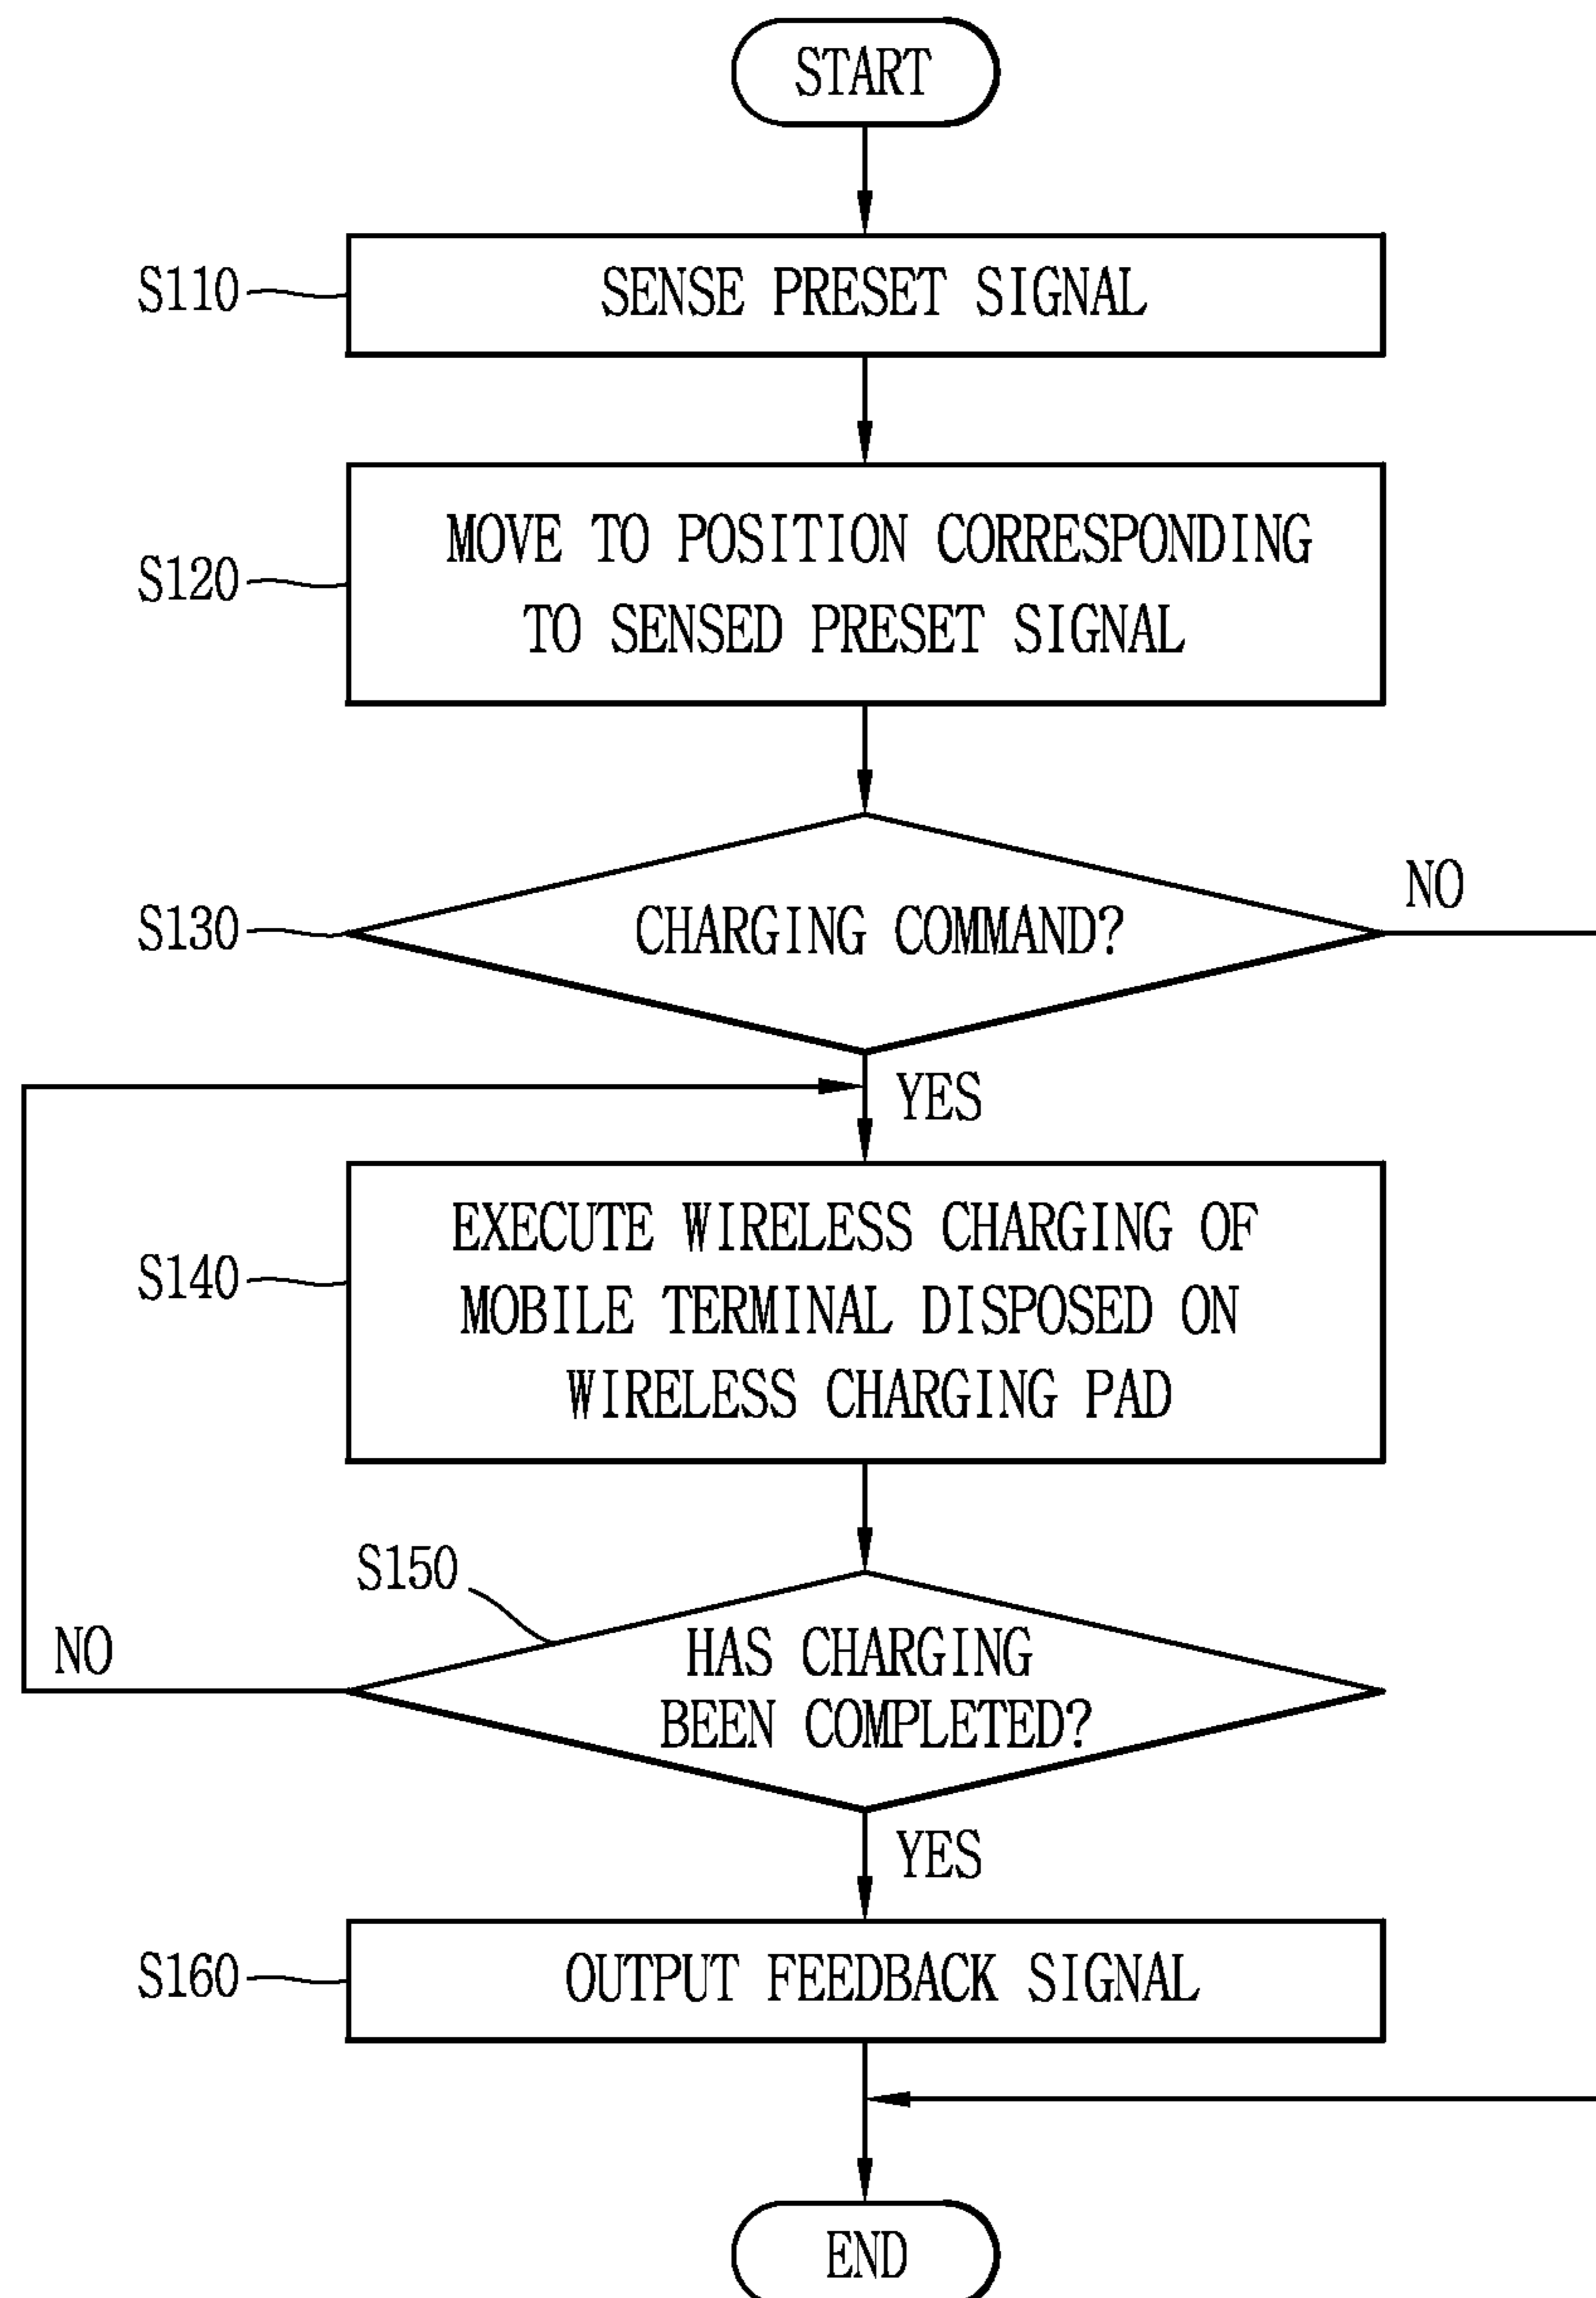 START
S110
SENSE PRESET SIGNAL
S120
MOVE TO POSITION CORRESPONDING
TO SENSED PRESET SIGNAL
S130
CHARGING COMMAND?
NO
YES
S140
EXECUTE WIRELESS CHARGING OF
MOBILE TERMINAL DISPOSED ON
WIRELESS CHARGING PAD
S150
NO
HAS CHARGING
BEEN COMPLETED?
YES
S160
OUTPUT FEEDBACK SIGNAL
END